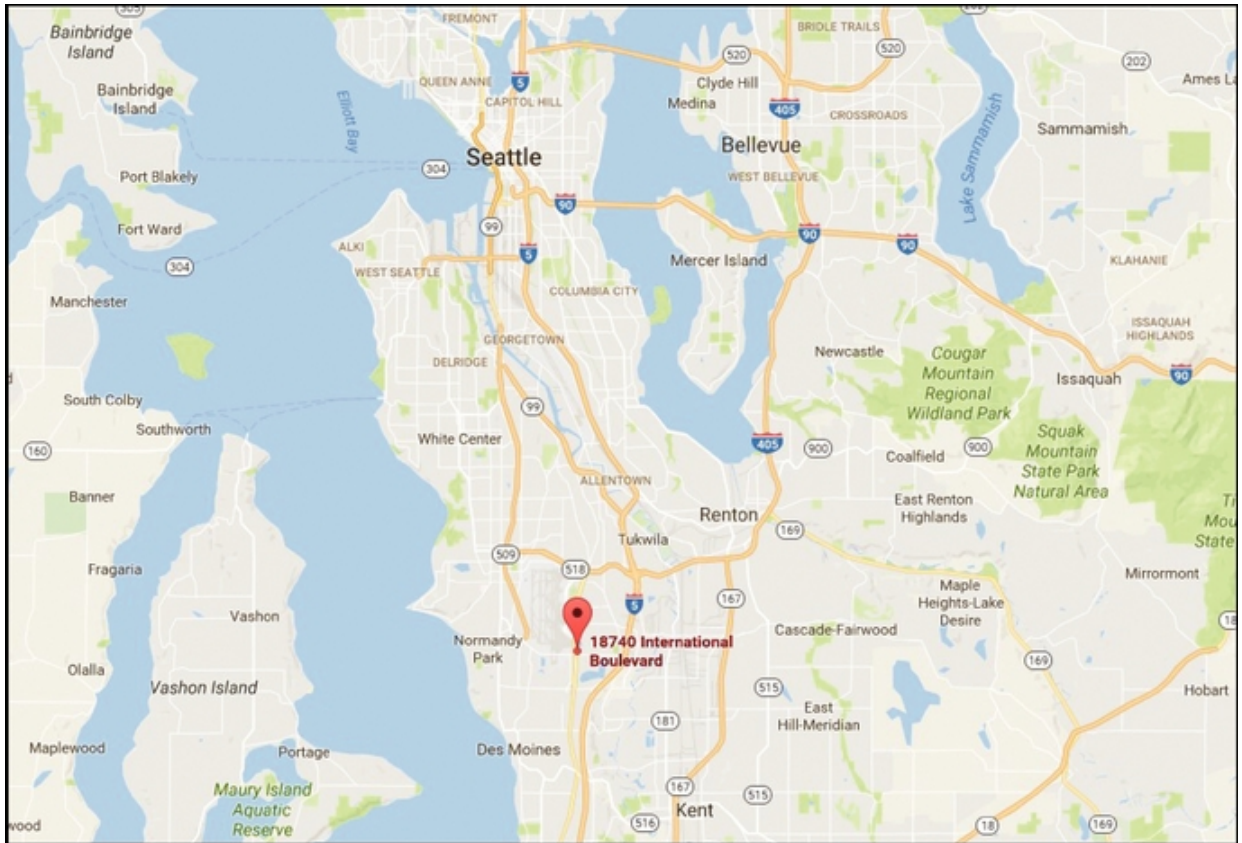 305
FREMONT
202
Bainbridge
Island
BRIDLE TRAILS
520
520
202
QUEEN ANNE
5
Clyde Hill
Ames
Bainbridge
Island
Elliott Bay
CAPITOL HILL
Medina
405
CROSSROADS
Lake Sammamish
Sammamish
Seattle
Bellevue
304
Port Blakely
WEST BELLEVUE
90
Fort Ward
99
90
ALKI
5
90
304
WEST SEATTLE
Mercer Island
KLAHANIE
COLUMBIA CITY
Manchester
ISSAQUAH
HIGHLANDS
GEORGETOWN
DELRIDGE
Newcastle
Cougar
Mountain
Regional
Wildland Park
Issaquah
90
South Colby
99
Southworth
White Center
405
900
900
Squak
Mountain
State Park
Natural Area
160
Coalfield
ALLENTOWN
Banner
East Renton
Highlands
Renton
169
Tukwila
State
509
518
Fragaria
Mirrormont
5
167
Maple
Heights-Lake
Desire
Vashon
18740 International
Boulevard
Cascade-Fairwood
Normandy
Park
169
Olalla
Vashon Island
515
Hobart
181
East
Hill-Meridian
Maplewood
Portage
Des Moines
Maury Island
Aquatic
Reserve
167
515
Kent
516
18
169